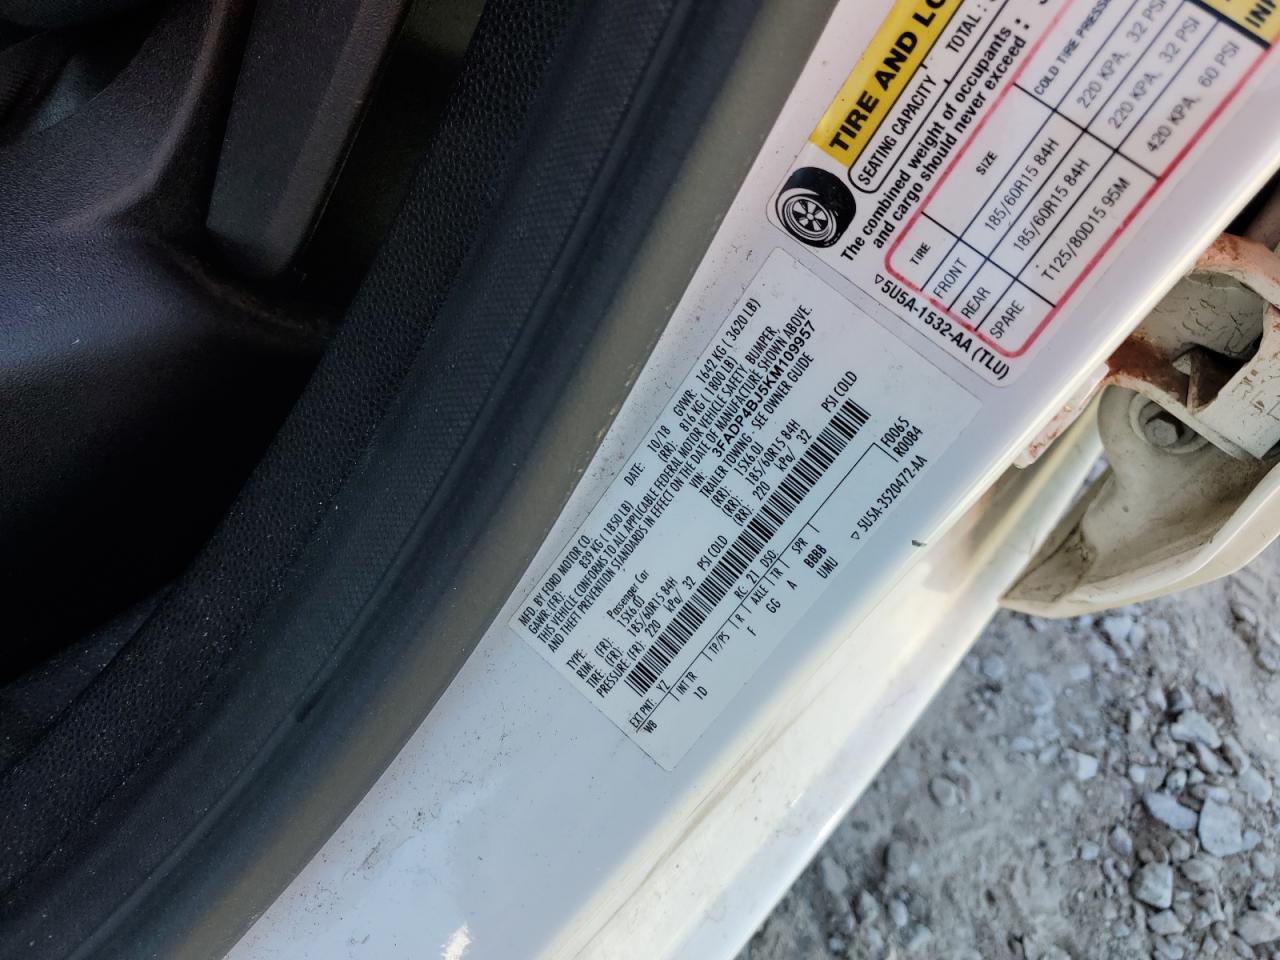 TIRE AND LO
SEATING CAPACITY TOTAL:
The combined weight of occupants
and cargo should never exceed :
TIRE SIZE COLD TIRE PRESSURE
FRONT 185/60R15 84H 220 KPA, 32 PSI
REAR 185/60R15 84H 220 KPA, 32 PSI
SPARE T125/80D15 95M 420 KPA, 60 PSI
5U5A-1532-AA (TLU)
INF
MFD. BY FORD MOTOR CO.
DATE: 10/18 GVWR: 1642 KG ( 3620 LB)
GAWR:(FR): 839 KG ( 1850 LB) (RR): 816 KG ( 1800 LB)
THIS VEHICLE CONFORMS TO ALL APPLICABLE FEDERAL MOTOR VEHICLE SAFETY, BUMPER,
AND THEFT PREVENTION STANDARDS IN EFFECT ON THE DATE OF MANUFACTURE SHOWN ABOVE.
VIN: 3FADP4BJ5KM109957
TYPE: Passenger Car TRAILER TOWING - SEE OWNER GUIDE
RIM: (FR): 15X6.0J (RR): 15X6.0J
TIRE: (FR): 185/60R15 84H (RR): 185/60R15 84H
PRESSURE (FR): 220 kPa/ 32 PSI COLD (RR): 220 kPa/ 32 PSI COLD
EXT PNT: YZ RC: 21 DSO: F0065
WB INT TR TP/PS R AXLE TR SPR R0084
1D F GG A BBBB
UMU 5U5A-3520472-AA